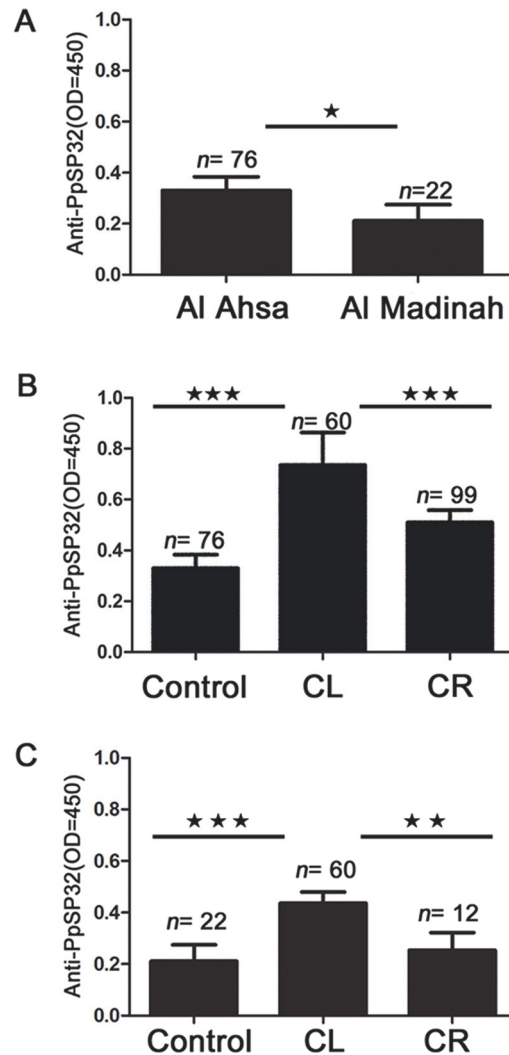 A
Anti-PpSP32(OD=450)
1.0
0.8
0.6
0.4
0.2
0.0
★
n= 76
n=22
Al Ahsa
Al Madinah
B
Anti-PpSP32(OD=450)
1.0
0.8
0.6
0.4
0.2
0.0
★★★
★★★
n= 76
n= 60
n= 99
Control
CL
CR
C
Anti-PpSP32(OD=450)
1.0
0.8
0.6
0.4
0.2
0.0
★★★
★★
n= 22
n= 60
n= 12
Control
CL
CR